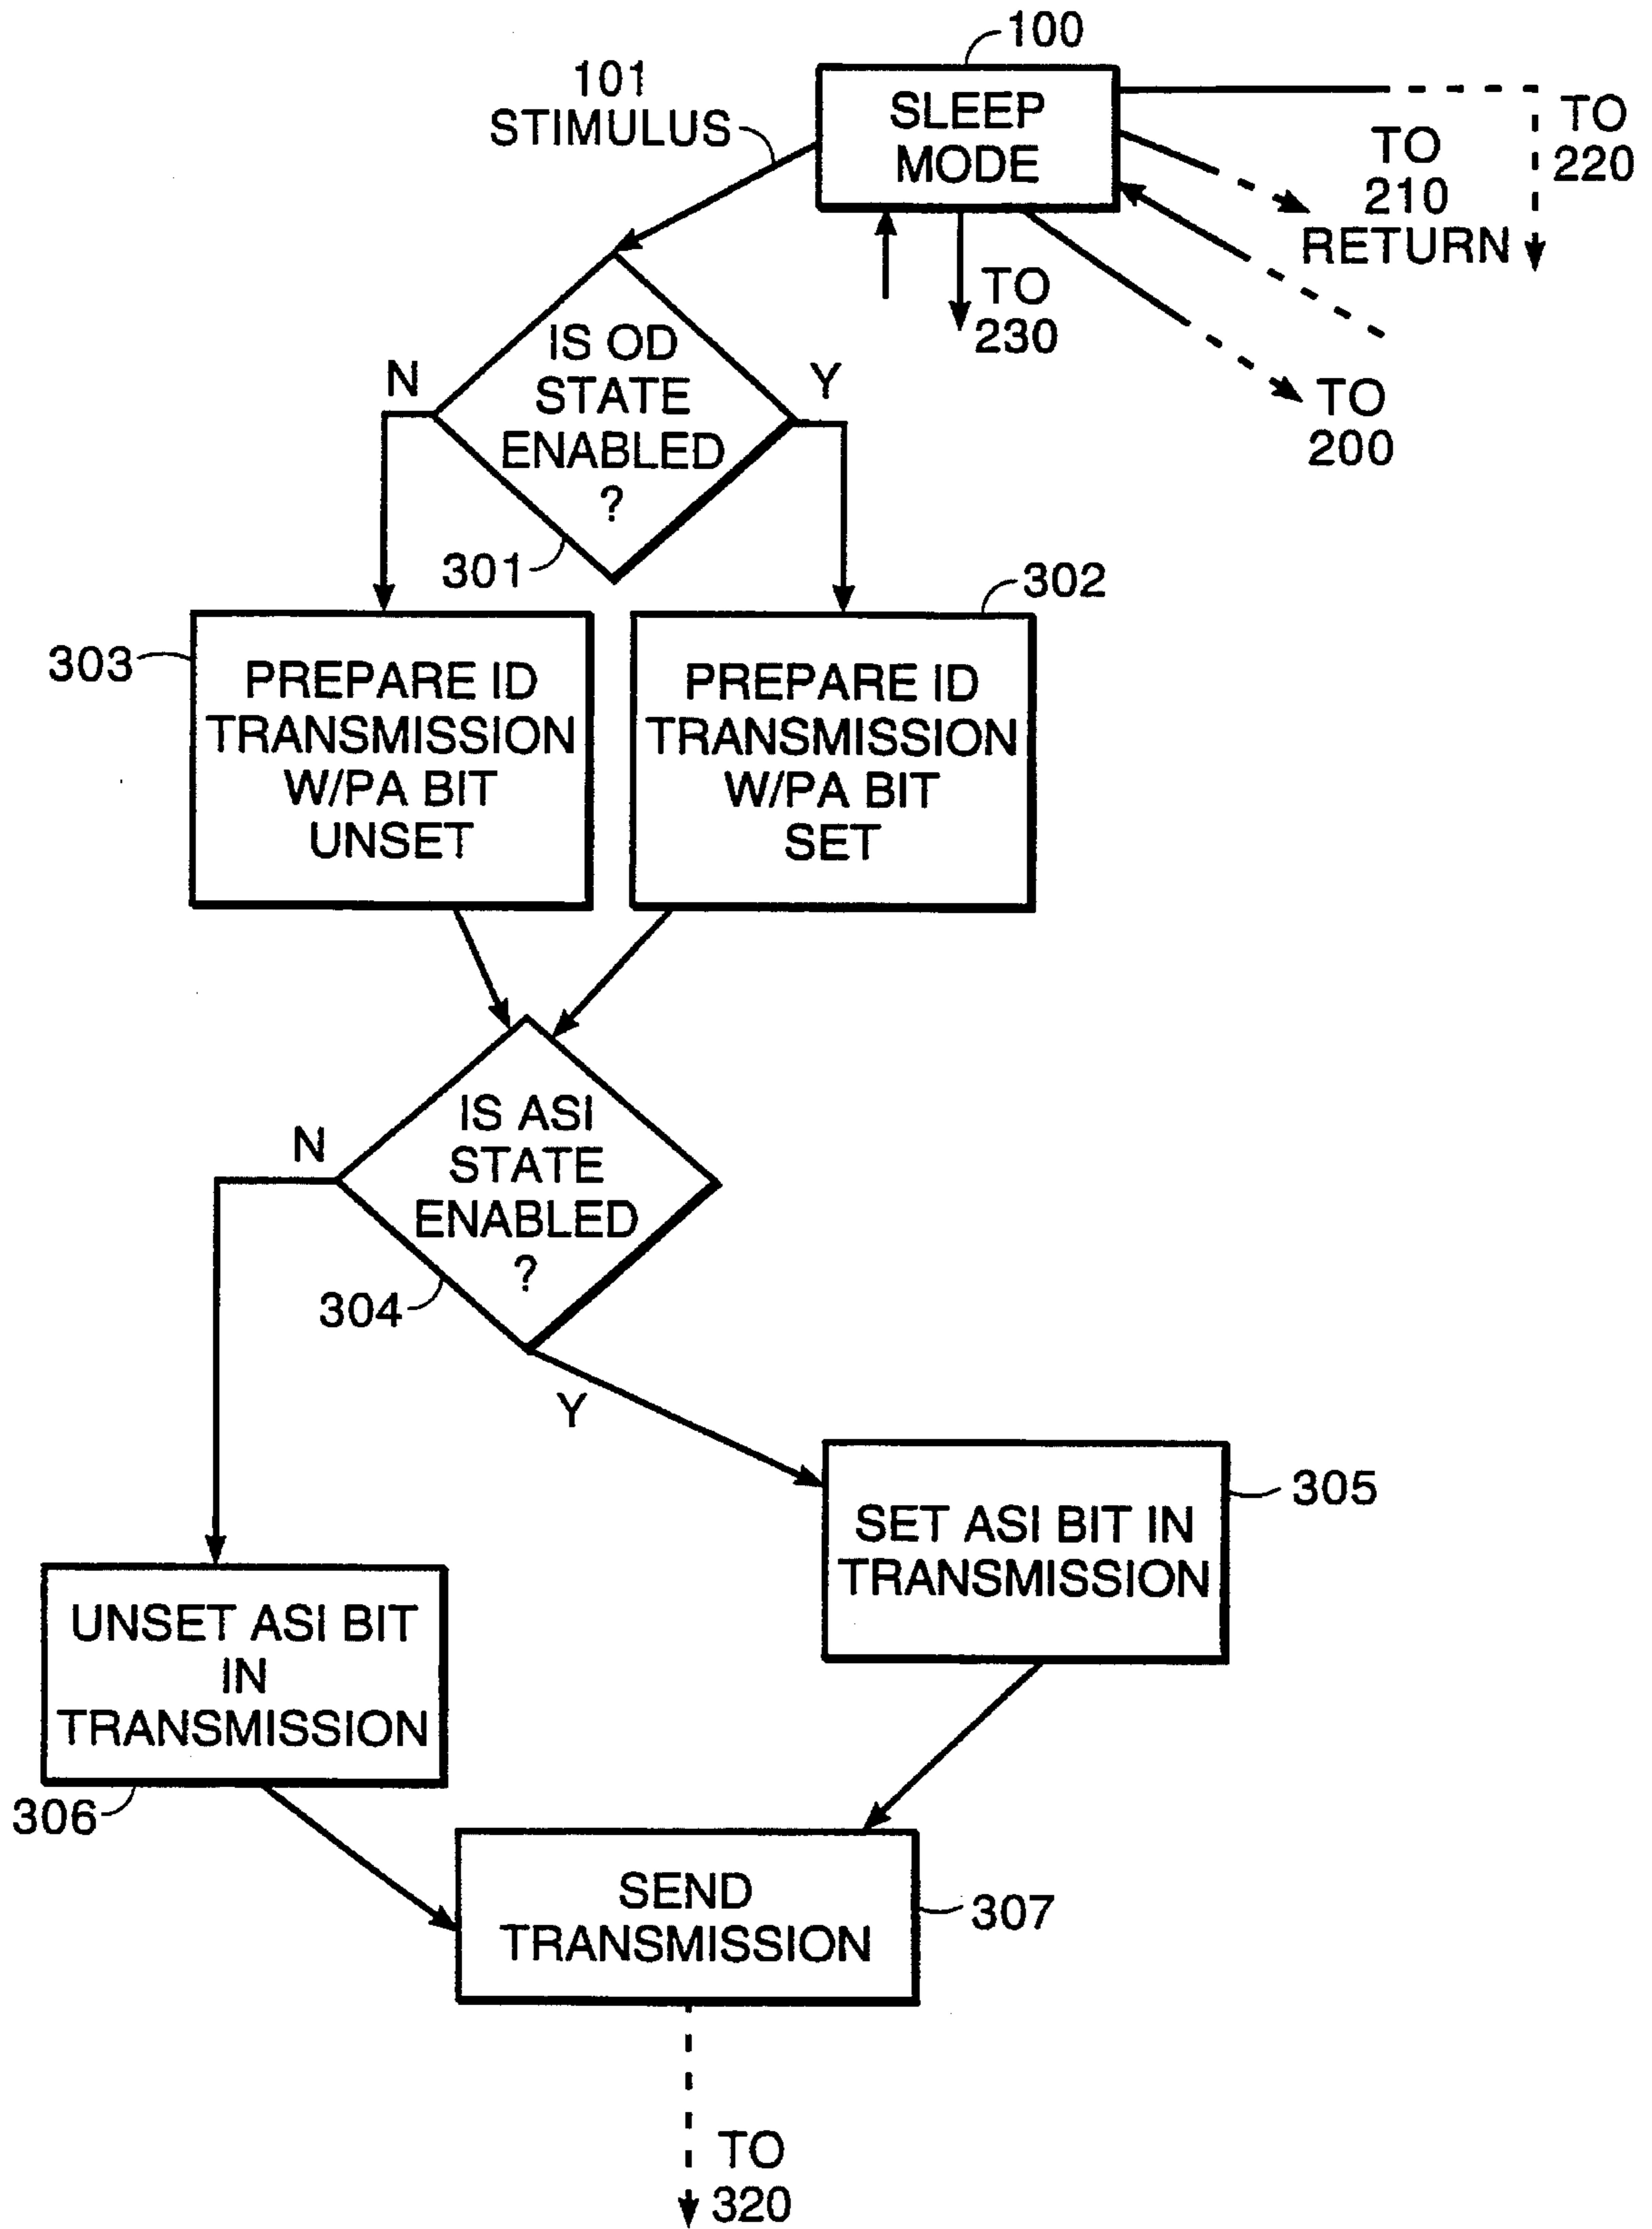 100
101
STIMULUS
SLEEP
MODE
TO
220
TO
210
RETURN
TO
230
TO
200
IS OD
STATE
ENABLED
?
N
Y
301
302
303
PREPARE ID
TRANSMISSION
W/PA BIT
UNSET
PREPARE ID
TRANSMISSION
W/PA BIT
SET
IS ASI
STATE
ENABLED
?
N
304
Y
305
SET ASI BIT IN
TRANSMISSION
UNSET ASI BIT
IN
TRANSMISSION
306
SEND
TRANSMISSION
307
TO
320